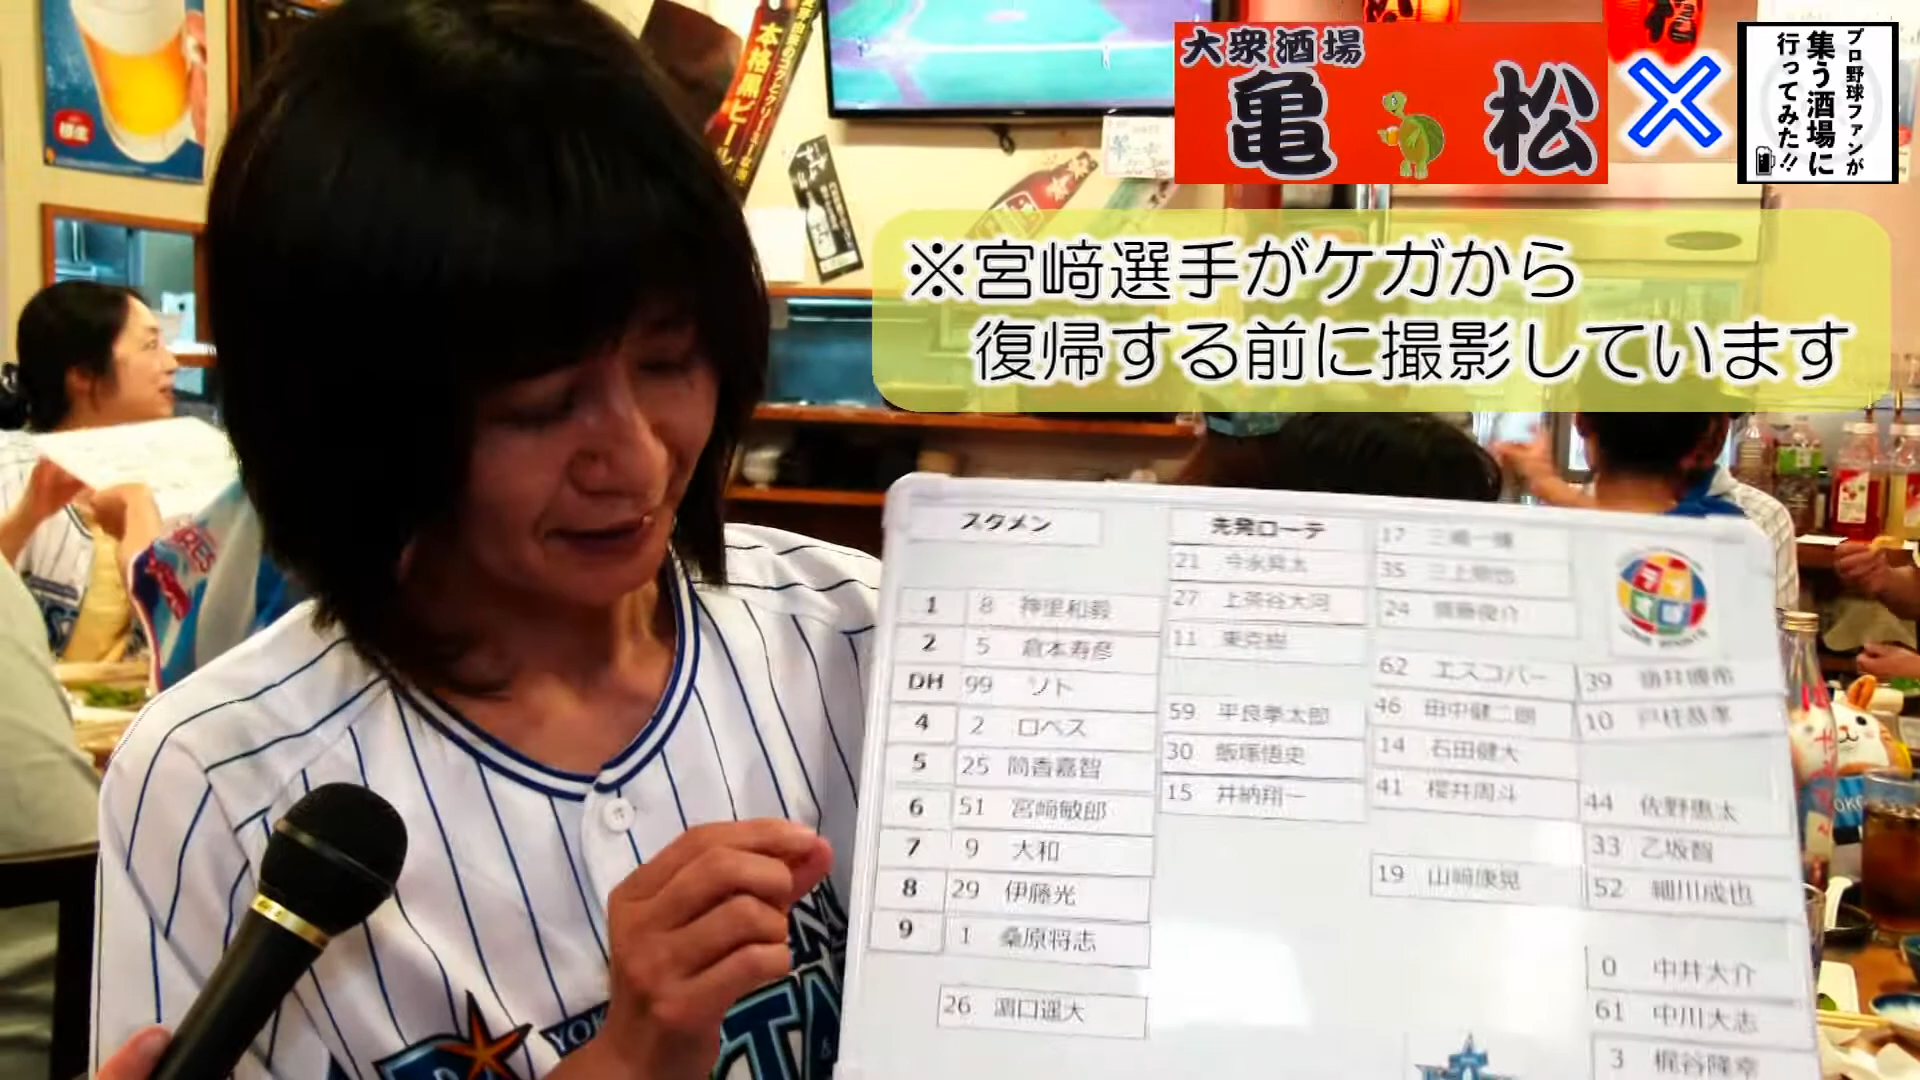 大衆酒場
亀松
×
プロ野球ファンが
集う酒場に
行ってみた!!
本格黒ビール
※宮﨑選手がケガから
復帰する前に撮影しています
スタメン
1 8 神里和毅
2 5 倉本寿彦
DH 99 ソト
4 2 ロペス
5 25 筒香嘉智
6 51 宮﨑敏郎
7 9 大和
8 29 伊藤光
9 1 桑原将志
26 濵口遥大
先発ローテ
21 今永昇太
27 上茶谷大河
11 東克樹
59 平良拳太郎
30 飯塚悟史
15 井納翔一
17 三嶋一輝
35 三上朋也
24 齋藤俊介
62 エスコバー
46 田中健二朗
14 石田健大
41 櫻井周斗
19 山﨑康晃
39 嶺井博希
10 戸柱恭孝
44 佐野恵太
33 乙坂智
52 細川成也
0 中井大介
61 中川大志
3 梶谷隆幸
YOK